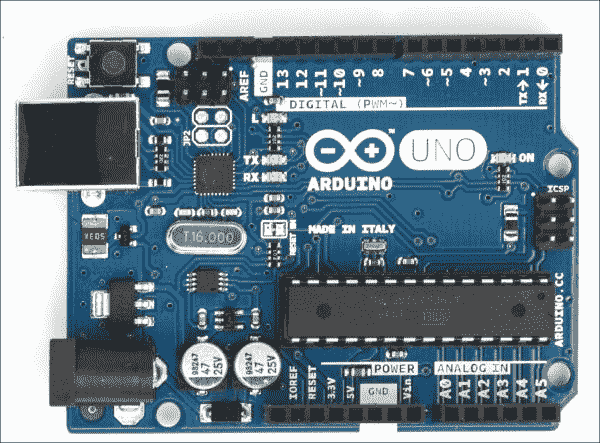 RESET
AREF
GND
13
12
~11
~10
~9
8
7
~6
~5
4
~3
2
TX→1
RX←0
DIGITAL (PWM~)
JP2
L
TX
RX
UNO
ON
ARDUINO
ICSP
T16.000
MADE IN ITALY
ARDUINO.CC
47
25V
47
25V
POWER
ANALOG IN
IOREF
RESET
3.3V
5V
GND
Vin
A0
A1
A2
A3
A4
A5